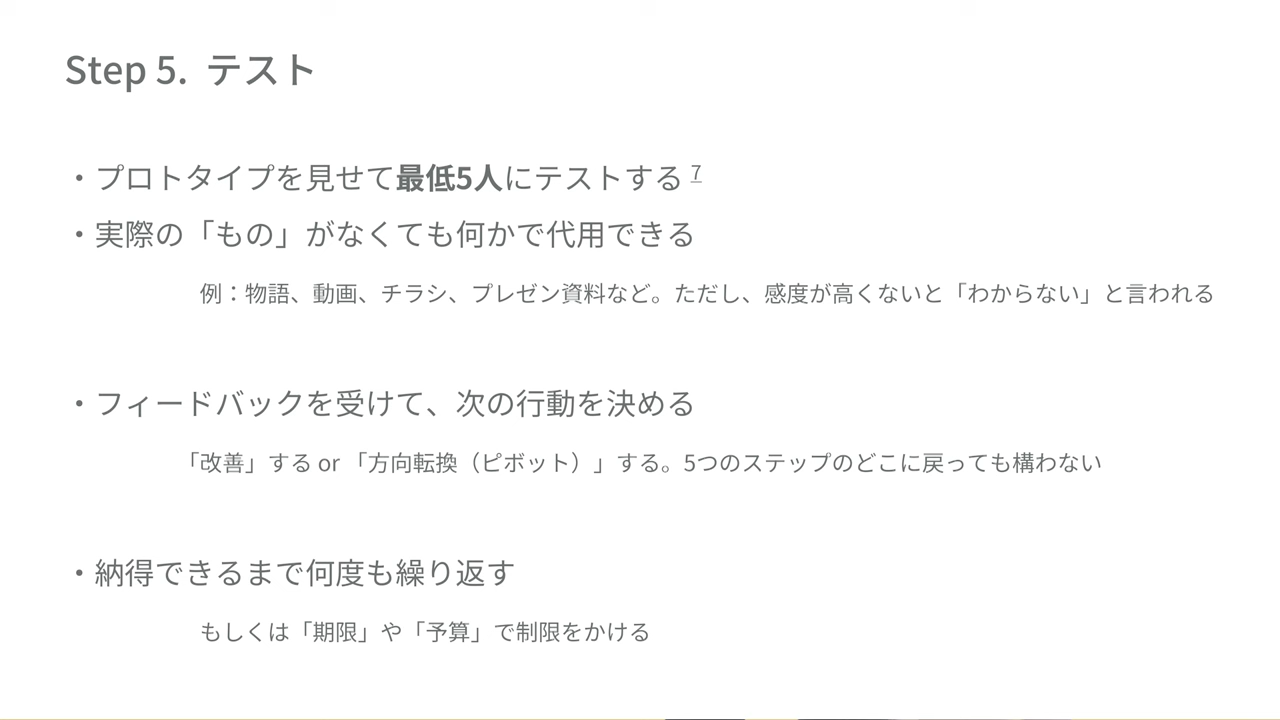 Step 5. テスト
・プロトタイプを見せて最低5人にテストする 7
・実際の「もの」がなくても何かで代用できる
例：物語、動画、チラシ、プレゼン資料など。ただし、感度が高くないと「わからない」と言われる
・フィードバックを受けて、次の行動を決める
「改善」する or 「方向転換（ピボット）」する。5つのステップのどこに戻っても構わない
・納得できるまで何度も繰り返す
もしくは「期限」や「予算」で制限をかける